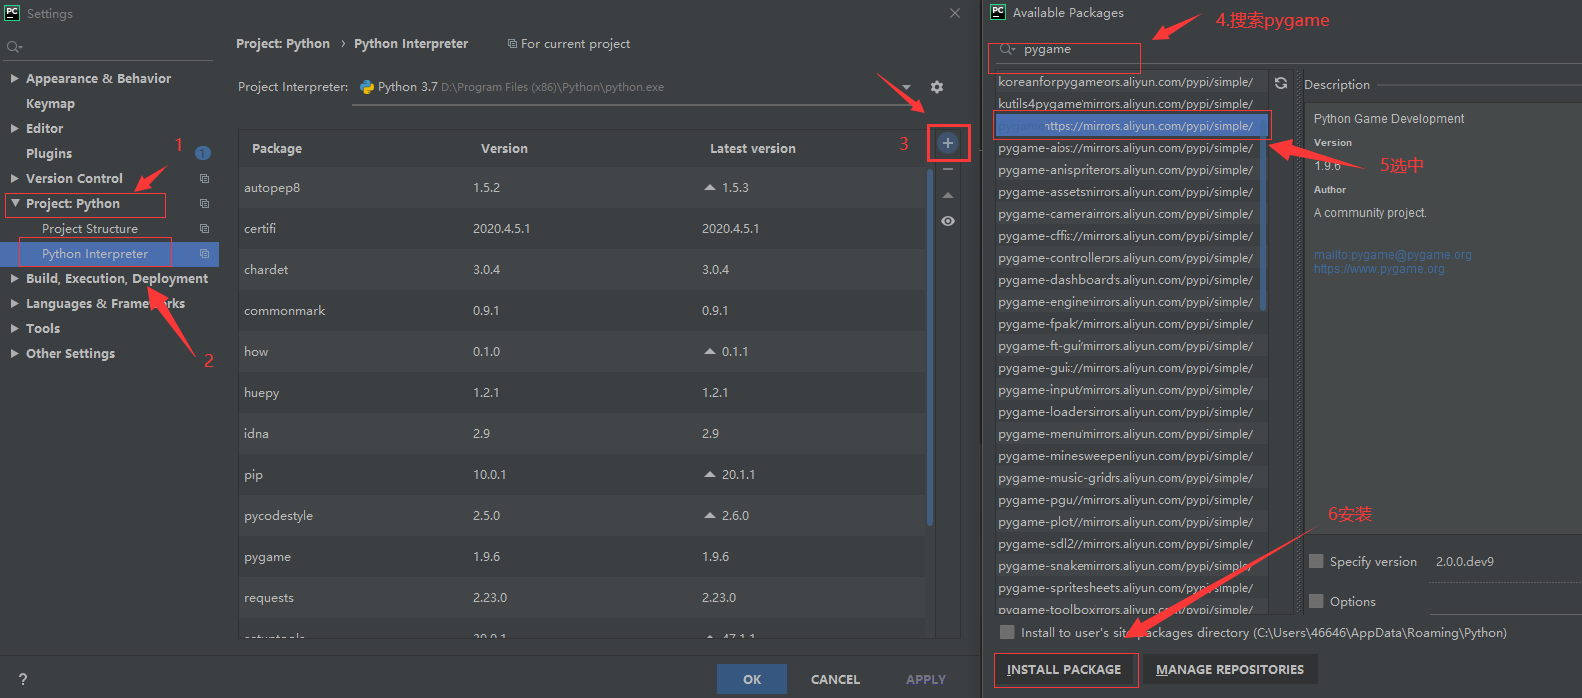 Settings
Appearance & Behavior
Keymap
Editor
Plugins
1
Version Control
Project: Python
Project Structure
Python Interpreter
Build, Execution, Deployment
Languages & Frameworks
Tools
Other Settings
1
2
Project: Python › Python Interpreter
For current project
Project Interpreter: Python 3.7 D:\Program Files (x86)\Python\python.exe
3
Package Version Latest version
autopep8 1.5.2 1.5.3
certifi 2020.4.5.1 2020.4.5.1
chardet 3.0.4 3.0.4
commonmark 0.9.1 0.9.1
how 0.1.0 0.1.1
huepy 1.2.1 1.2.1
idna 2.9 2.9
pip 10.0.1 20.1.1
pycodestyle 2.5.0 2.6.0
pygame 1.9.6 1.9.6
requests 2.23.0 2.23.0
?
OK CANCEL APPLY
Available Packages
4.搜索pygame
pygame
koreanforpygameors.aliyun.com/pypi/simple/
kutils4pygamemirrors.aliyun.com/pypi/simple/
https://mirrors.aliyun.com/pypi/simple/
pygame-ais://mirrors.aliyun.com/pypi/simple/
pygame-anispriterors.aliyun.com/pypi/simple/
pygame-assetsmirrors.aliyun.com/pypi/simple/
pygame-camerairrors.aliyun.com/pypi/simple/
pygame-cffis://mirrors.aliyun.com/pypi/simple/
pygame-controllerors.aliyun.com/pypi/simple/
pygame-dashboardrs.aliyun.com/pypi/simple/
pygame-enginemirrors.aliyun.com/pypi/simple/
pygame-fpak//mirrors.aliyun.com/pypi/simple/
pygame-ft-gui/mirrors.aliyun.com/pypi/simple/
pygame-gui://mirrors.aliyun.com/pypi/simple/
pygame-input/mirrors.aliyun.com/pypi/simple/
pygame-loadersirrors.aliyun.com/pypi/simple/
pygame-menu/mirrors.aliyun.com/pypi/simple/
pygame-minesweepers.aliyun.com/pypi/simple/
pygame-music-gridrs.aliyun.com/pypi/simple/
pygame-pgu//mirrors.aliyun.com/pypi/simple/
pygame-plot//mirrors.aliyun.com/pypi/simple/
pygame-sdl2//mirrors.aliyun.com/pypi/simple/
pygame-snakemirrors.aliyun.com/pypi/simple/
pygame-spritesheets.aliyun.com/pypi/simple/
pygame-toolboxrrors.aliyun.com/pypi/simple/
Description
Python Game Development
Version
1.9.6
5选中
Author
A community project.
mailto:pygame@pygame.org
https://www.pygame.org
6安装
Specify version 2.0.0.dev9
Options
Install to user's site packages directory (C:\Users\46646\AppData\Roaming\Python)
INSTALL PACKAGE MANAGE REPOSITORIES